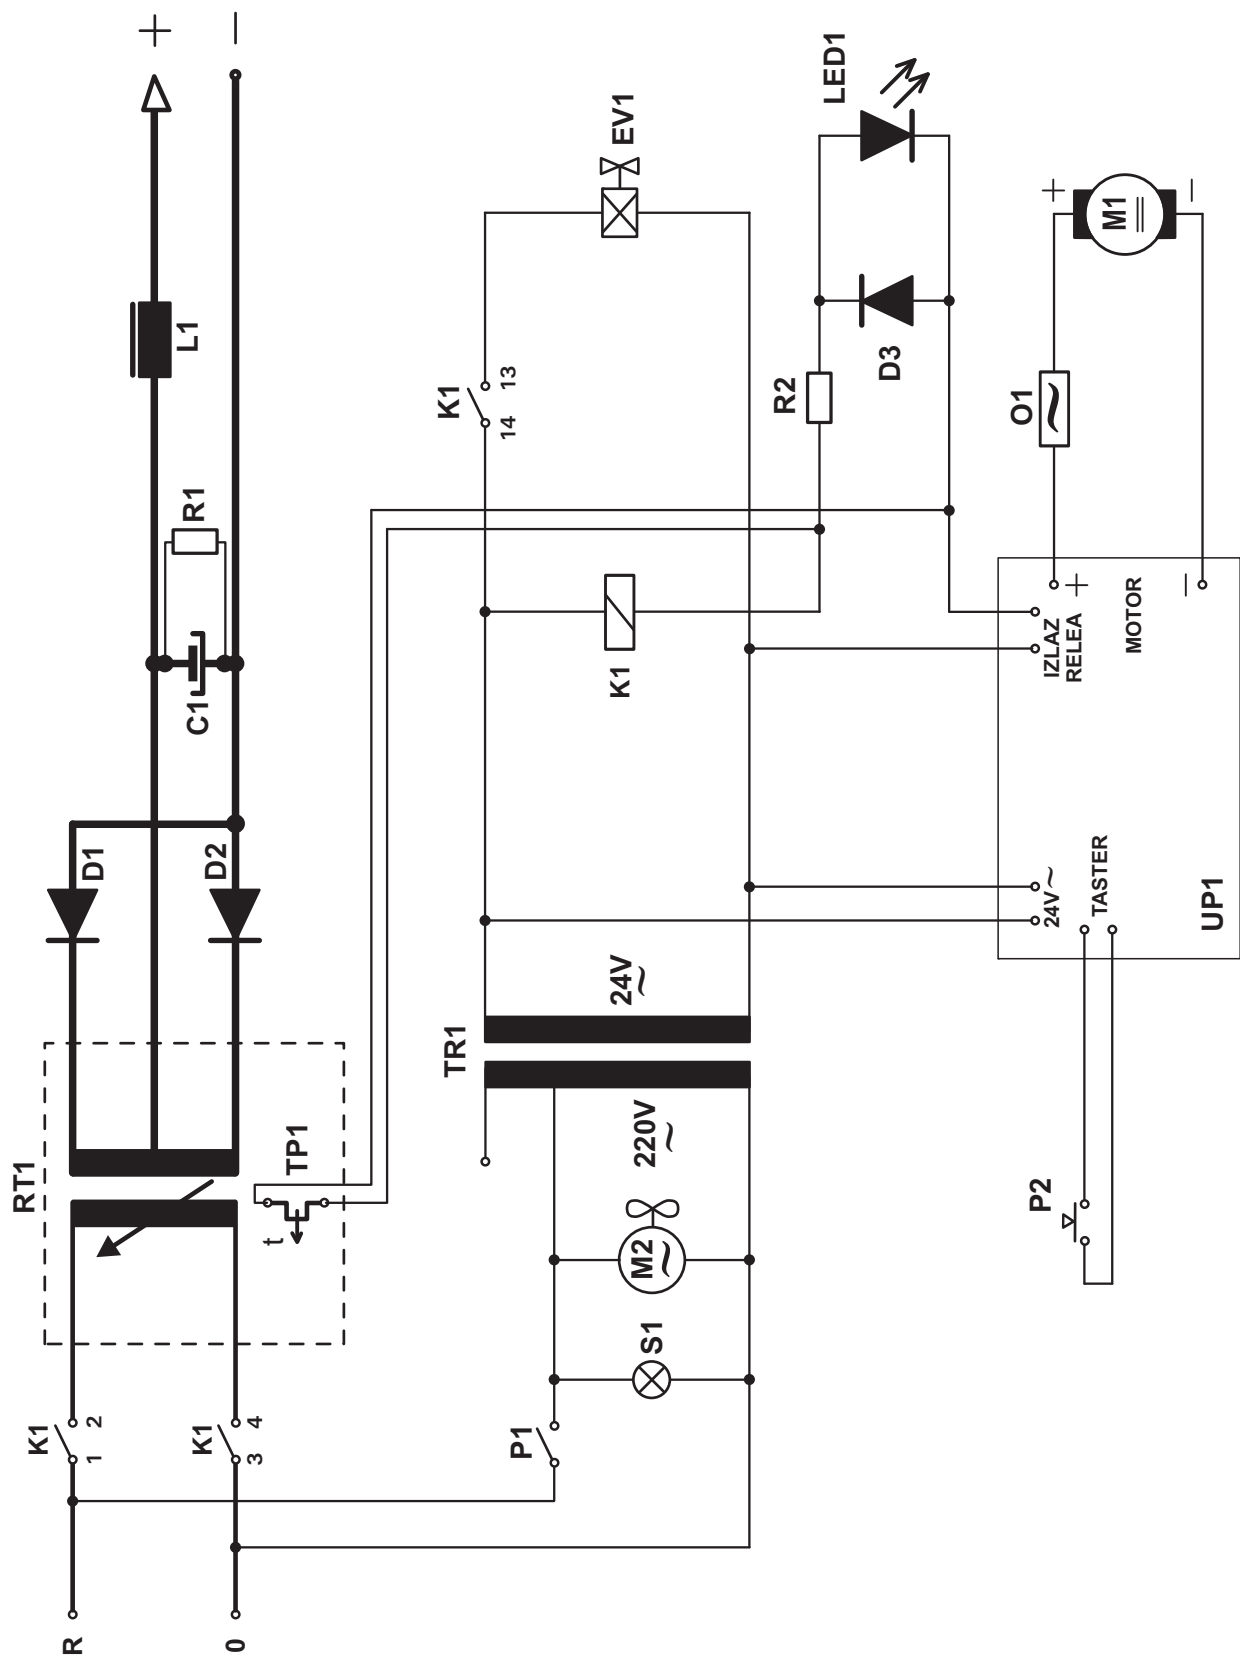 R
0
K1
1 2
K1
3 4
RT1
D1
D2
C1
R1
L1
+
−
TP1
t
P1
S1
M2
~
220V
~
TR1
24V
~
K1
K1
14 13
EV1
R2
D3
LED1
P2
TASTER
24V ~
UP1
IZLAZ
RELEA
MOTOR
+
−
O1
~
+
M1
−